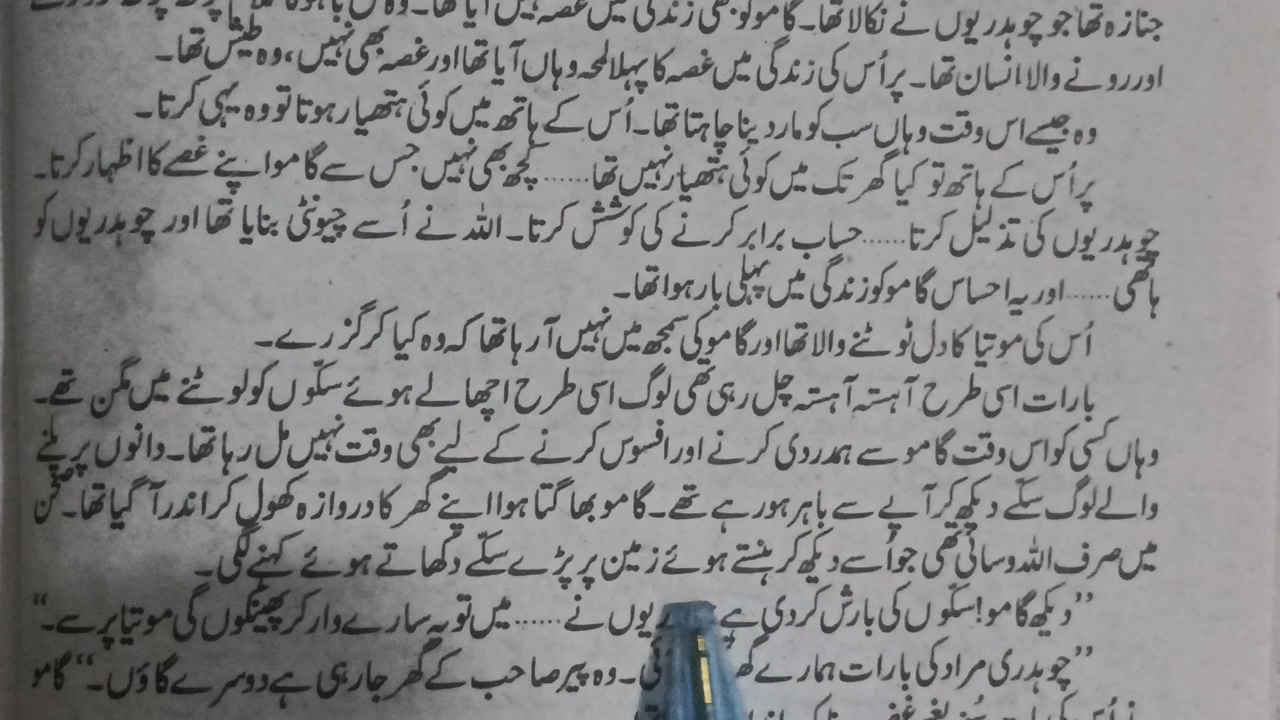 جنازہ تھا جو چوہدریوں نے نکالا تھا۔ گامو کو بھی زندگی میں غصہ نہیں آیا تھا۔ وہ
اور رونے والا انسان تھا۔ پر اُس کی زندگی میں غصہ کا پہلا لمحہ وہاں آیا تھا اور غصہ بھی نہیں، وہ طیش تھا۔
وہ جیسے اس وقت وہاں سب کو مار دینا چاہتا تھا۔ اُس کے ہاتھ میں کوئی ہتھیار ہوتا تو وہ یہی کرتا۔
پر اُس کے ہاتھ تو کیا گھر تک میں کوئی ہتھیار نہیں تھا...... کچھ بھی نہیں جس سے گامو اپنے غصے کا اظہار کرتا۔
چوہدریوں کی تذلیل کرتا...... حساب برابر کرنے کی کوشش کرتا۔ اللہ نے اُسے چیونٹی بنایا تھا اور چوہدریوں کو
ہاتھی...... اور یہ احساس گامو کو زندگی میں پہلی بار ہوا تھا۔
اُس کی موتیا کا دل ٹوٹنے والا تھا اور گامو کی سمجھ میں نہیں آ رہا تھا کہ وہ کیا کر گزرے۔
بارات اسی طرح آہستہ آہستہ چل رہی تھی لوگ اسی طرح اچھالے ہوئے سکّوں کو لوٹنے میں مگن تھے۔
وہاں کسی کو اس وقت گامو سے ہمدردی کرنے اور افسوس کرنے کے لیے بھی وقت نہیں مل رہا تھا۔ دانوں پر پلنے
والے لوگ سکّے دیکھ کر آپے سے باہر ہو رہے تھے۔ گامو بھاگتا ہوا اپنے گھر کا دروازہ کھول کر اندر آ گیا تھا۔ صحن
میں صرف اللہ وسائی تھی جو اُسے دیکھ کر ہنستے ہوئے زمین پر پڑے سکّے دکھاتے ہوئے کہنے لگی۔
”دیکھ گامو! سکّوں کی بارش کر دی ہے ریوں نے...... میں تو یہ سارے وار کر پھینکوں گی موتیا پر سے۔“
”چوہدری مراد کی بارات ہمارے گھ ئی۔ وہ پیر صاحب کے گھر جا رہی ہے دوسرے گاؤں۔“ گامو